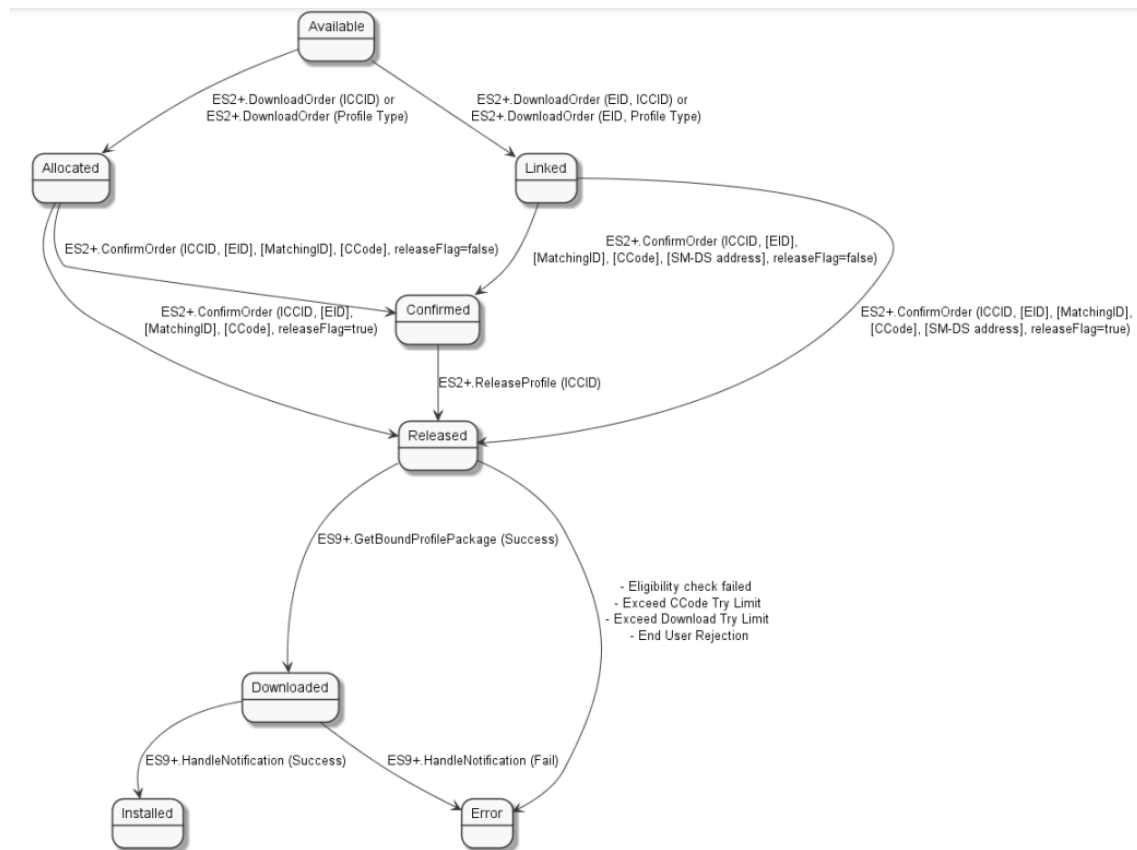 Available
ES2+.DownloadOrder (ICCID) or
ES2+.DownloadOrder (Profile Type)
ES2+.DownloadOrder (EID, ICCID) or
ES2+.DownloadOrder (EID, Profile Type)
Allocated
Linked
ES2+.ConfirmOrder (ICCID, [EID], [MatchingID], [CCode], releaseFlag=false)
ES2+.ConfirmOrder (ICCID, [EID],
[MatchingID], [CCode], [SM-DS address], releaseFlag=false)
Confirmed
ES2+.ConfirmOrder (ICCID, [EID],
[MatchingID], [CCode], releaseFlag=true)
ES2+.ConfirmOrder (ICCID, [EID], [MatchingID],
[CCode], [SM-DS address], releaseFlag=true)
ES2+.ReleaseProfile (ICCID)
Released
ES9+.GetBoundProfilePackage (Success)
- Eligibility check failed
- Exceed CCode Try Limit
- Exceed Download Try Limit
- End User Rejection
Downloaded
ES9+.HandleNotification (Success)
ES9+.HandleNotification (Fail)
Installed
Error